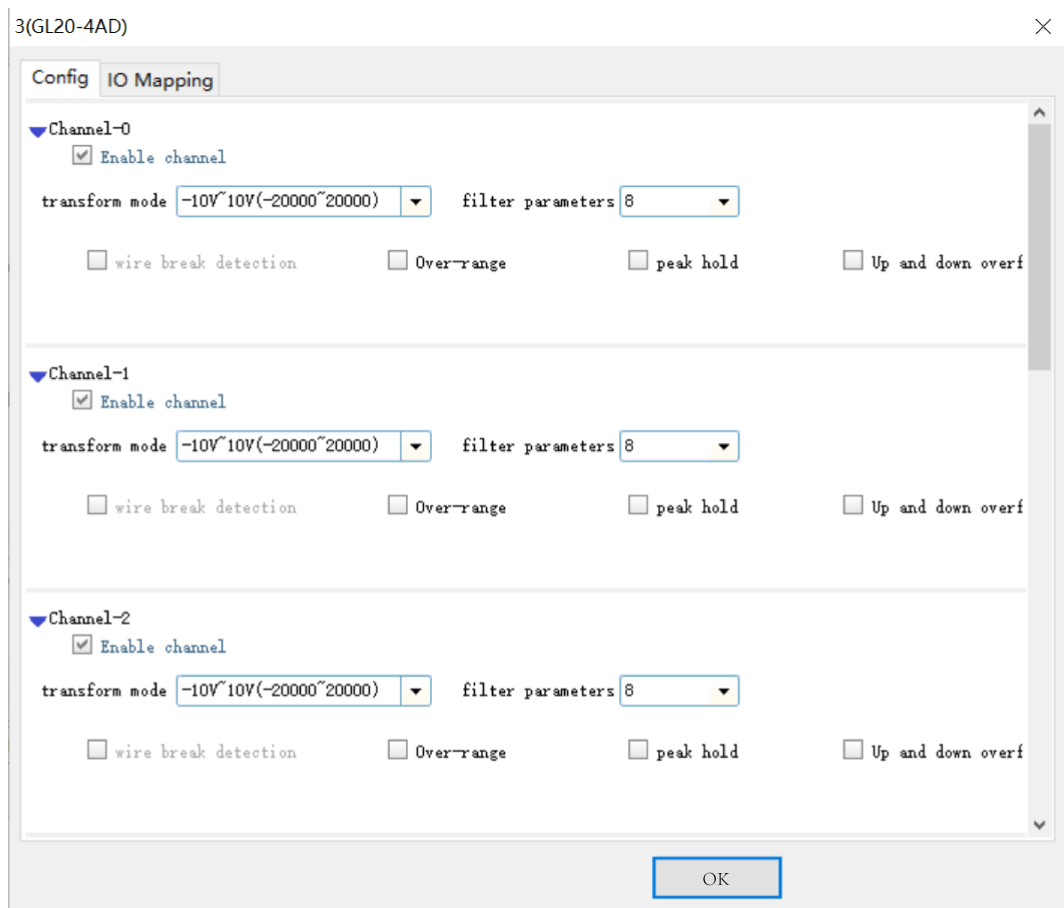 3(GL20-4AD)
Config IO Mapping
Channel-0
Enable channel
transform mode -10V~10V(-20000~20000) filter parameters 8
wire break detection Over-range peak hold Up and down overf
Channel-1
Enable channel
transform mode -10V~10V(-20000~20000) filter parameters 8
wire break detection Over-range peak hold Up and down overf
Channel-2
Enable channel
transform mode -10V~10V(-20000~20000) filter parameters 8
wire break detection Over-range peak hold Up and down overf
OK